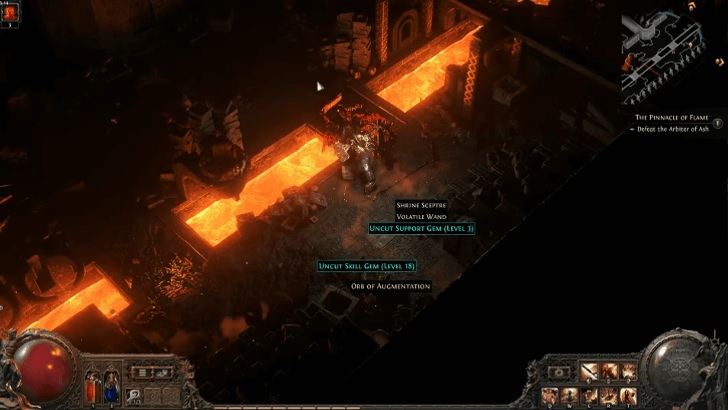 THE PINNACLE OF FLAME
Defeat the Arbiter of Ash
SHRINE SCEPTRE
VOLATILE WAND
UNCUT SUPPORT GEM (LEVEL 3)
UNCUT SKILL GEM (LEVEL 18)
ORB OF AUGMENTATION